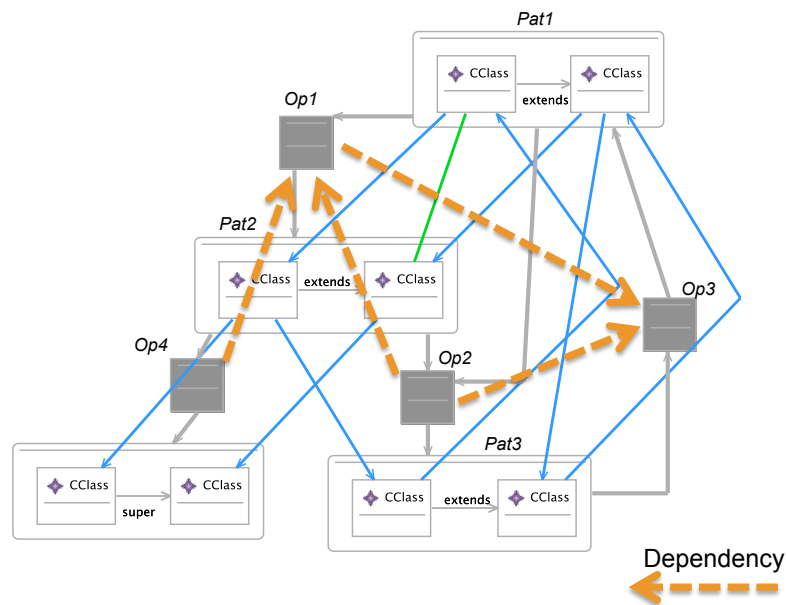 Pat1
CClass
CClass
extends
Op1
Pat2
CClass
extends
CClass
Op3
Op4
Op2
Pat3
CClass
CClass
super
CClass
extends
CClass
Dependency